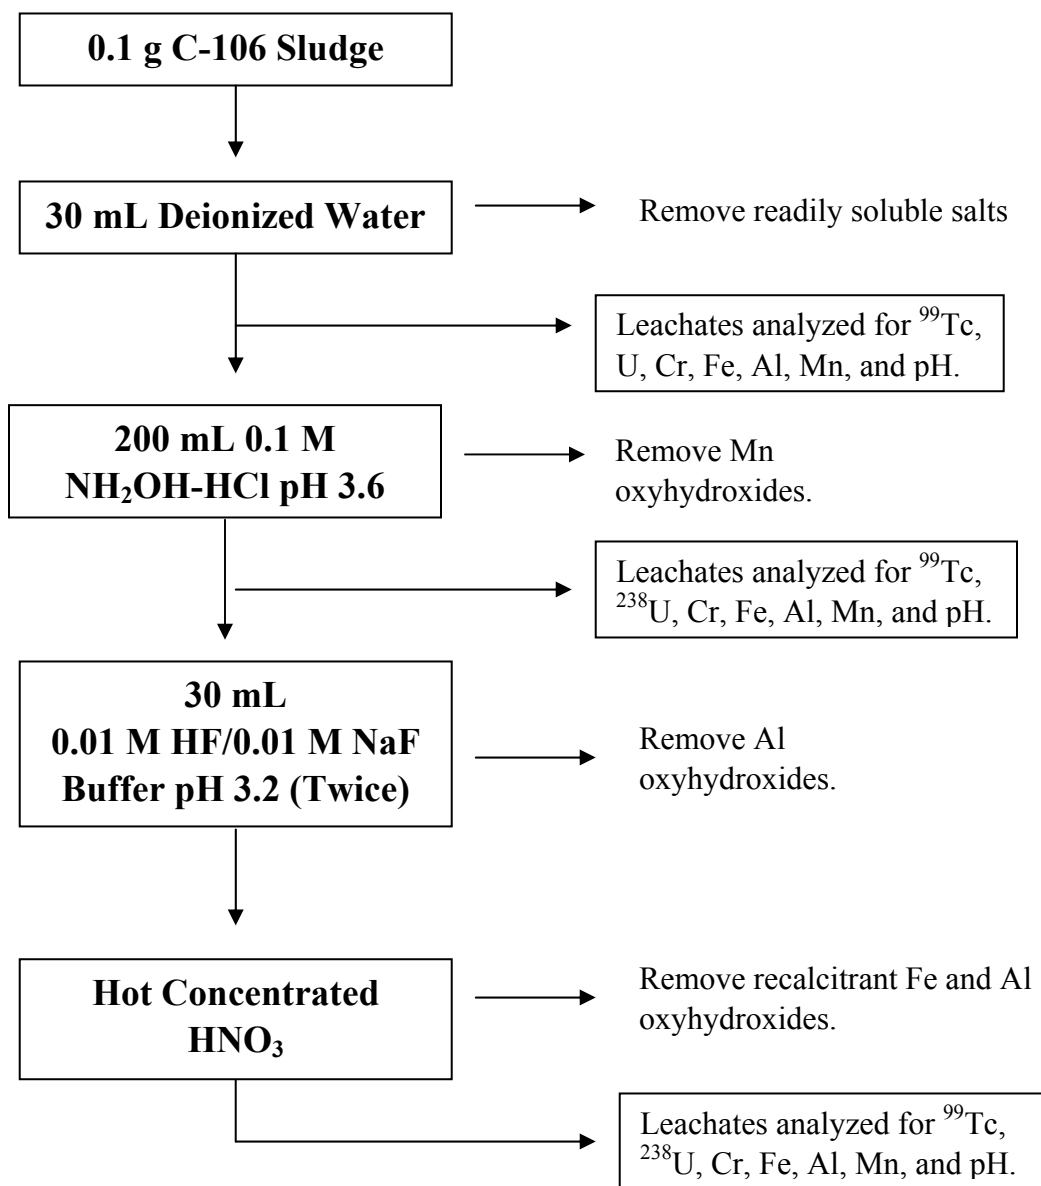 0.1 g C-106 Sludge
30 mL Deionized Water
Remove readily soluble salts
Leachates analyzed for ⁹⁹Tc,
U, Cr, Fe, Al, Mn, and pH.
200 mL 0.1 M
NH₂OH-HCl pH 3.6
Remove Mn
oxyhydroxides.
Leachates analyzed for ⁹⁹Tc,
²³⁸U, Cr, Fe, Al, Mn, and pH.
30 mL
0.01 M HF/0.01 M NaF
Buffer pH 3.2 (Twice)
Remove Al
oxyhydroxides.
Hot Concentrated
HNO₃
Remove recalcitrant Fe and Al
oxyhydroxides.
Leachates analyzed for ⁹⁹Tc,
²³⁸U, Cr, Fe, Al, Mn, and pH.